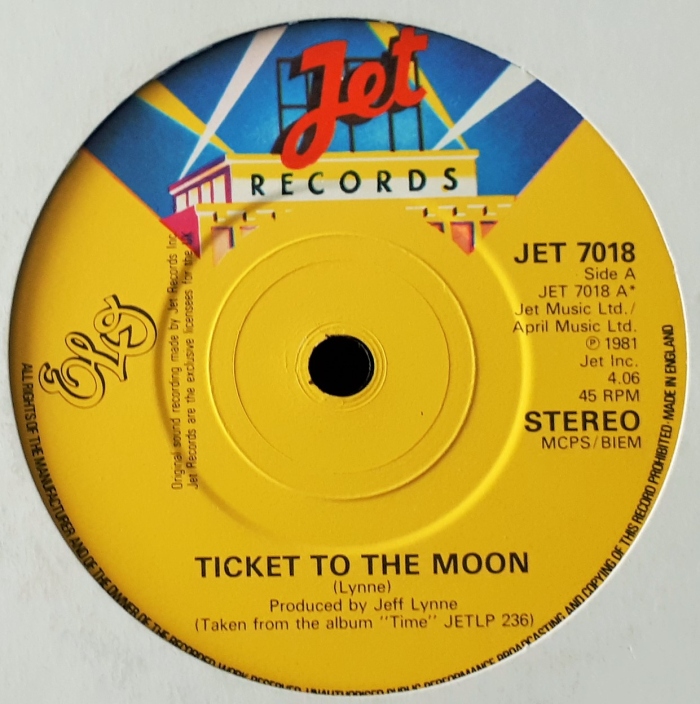 Jet
RECORDS
JET 7018
Side A
JET 7018 A*
Jet Music Ltd./
April Music Ltd.
℗ 1981
Jet Inc.
4.06
45 RPM
STEREO
MCPS/BIEM
ELO
Original sound recording made by Jet Records Inc.
Jet Records are the exclusive licensees for the UK
TICKET TO THE MOON
(Lynne)
Produced by Jeff Lynne
(Taken from the album "Time" JETLP 236)
ALL RIGHTS OF THE MANUFACTURER AND OF THE OWNER OF THE RECORDED WORK RESERVED. UNAUTHORISED PUBLIC PERFORMANCE BROADCASTING AND COPYING OF THIS RECORD PROHIBITED · MADE IN ENGLAND